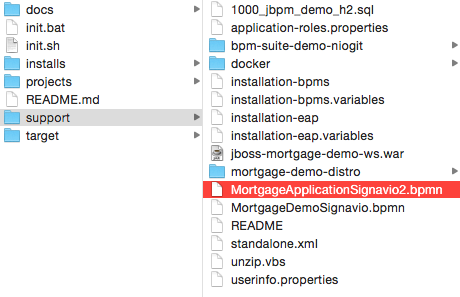 docs
init.bat
init.sh
installs
projects
README.md
support
target
1000_jbpm_demo_h2.sql
application-roles.properties
bpm-suite-demo-niogit
docker
installation-bpms
installation-bpms.variables
installation-eap
installation-eap.variables
jboss-mortgage-demo-ws.war
mortgage-demo-distro
MortgageApplicationSignavio2.bpmn
MortgageDemoSignavio.bpmn
README
standalone.xml
unzip.vbs
userinfo.properties